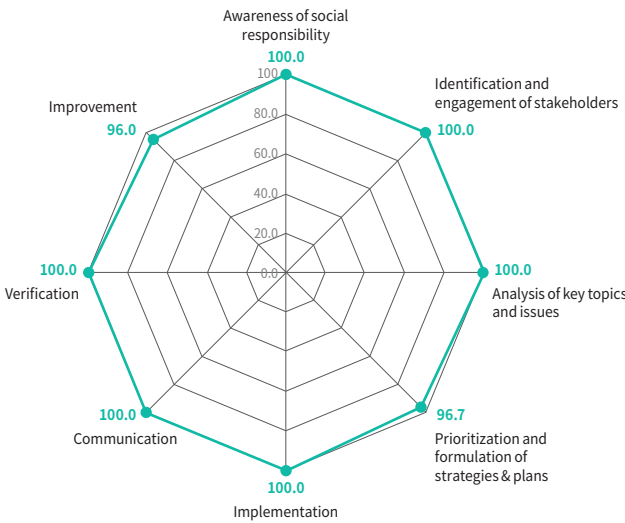 Awareness of social
responsibility
100.0
100.
80.0
60.0
40.0
20.0
0.0
Identification and
engagement of stakeholders
100.0
100.0
Analysis of key topics
and issues
96.7
Prioritization and
formulation of
strategies & plans
100.0
Implementation
100.0
Communication
100.0
Verification
Improvement
96.0